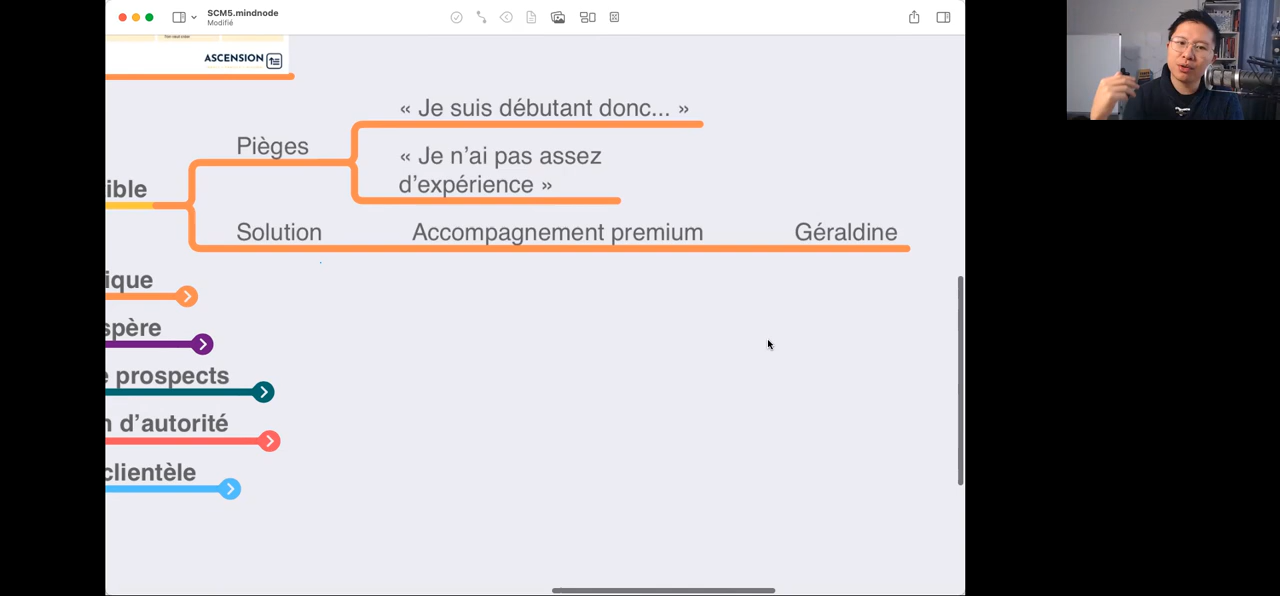 SCM5.mindnode
Modifié
ASCENSION
« Je suis débutant donc... »
Pièges
« Je n'ai pas assez
d'expérience »
ible
Solution Accompagnement premium Géraldine
ique
spère
e prospects
n d'autorité
clientèle